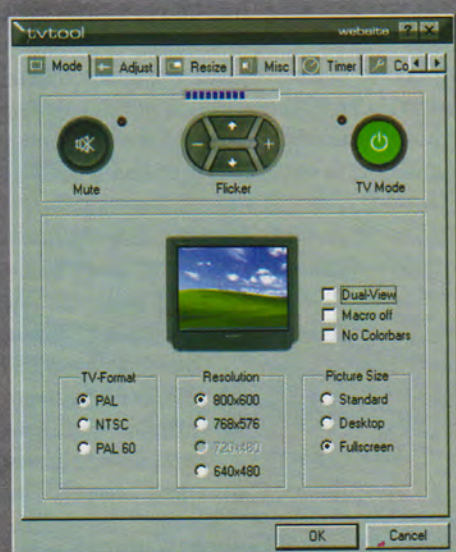 tvtool website ? X
Mode Adjust Resize Misc Timer Co
Mute Flicker TV Mode
Dual-View
Macro off
No Colorbars
TV-Format Resolution Picture Size
PAL 800x600 Standard
NTSC 768x576 Desktop
PAL 60 720x480 Fullscreen
640x480
OK Cancel